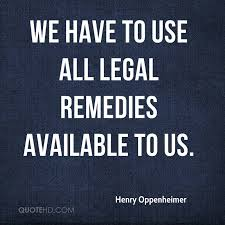 WE HAVE TO USE
ALL LEGAL
REMEDIES
AVAILABLE TO US.
Henry Oppenheimer
QUOTEHD.COM